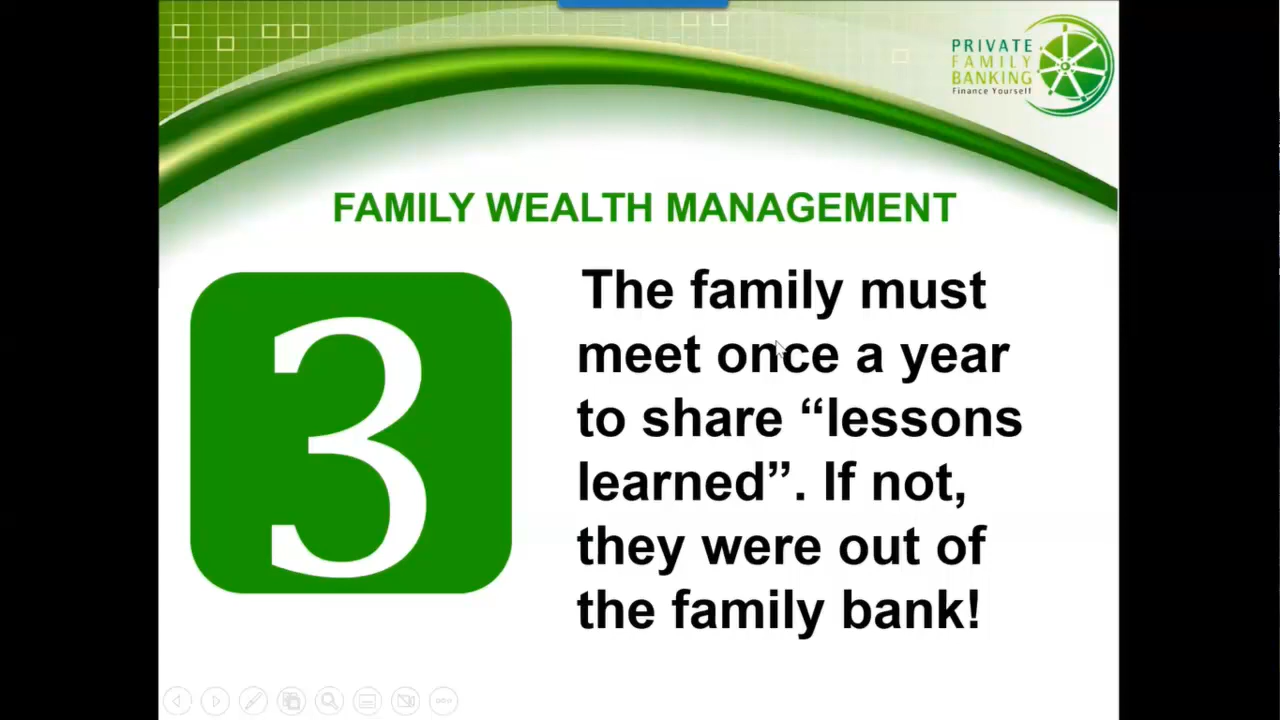 PRIVATE
FAMILY
BANKING
Finance Yourself
FAMILY WEALTH MANAGEMENT
3
The family must
meet once a year
to share “lessons
learned”. If not,
they were out of
the family bank!